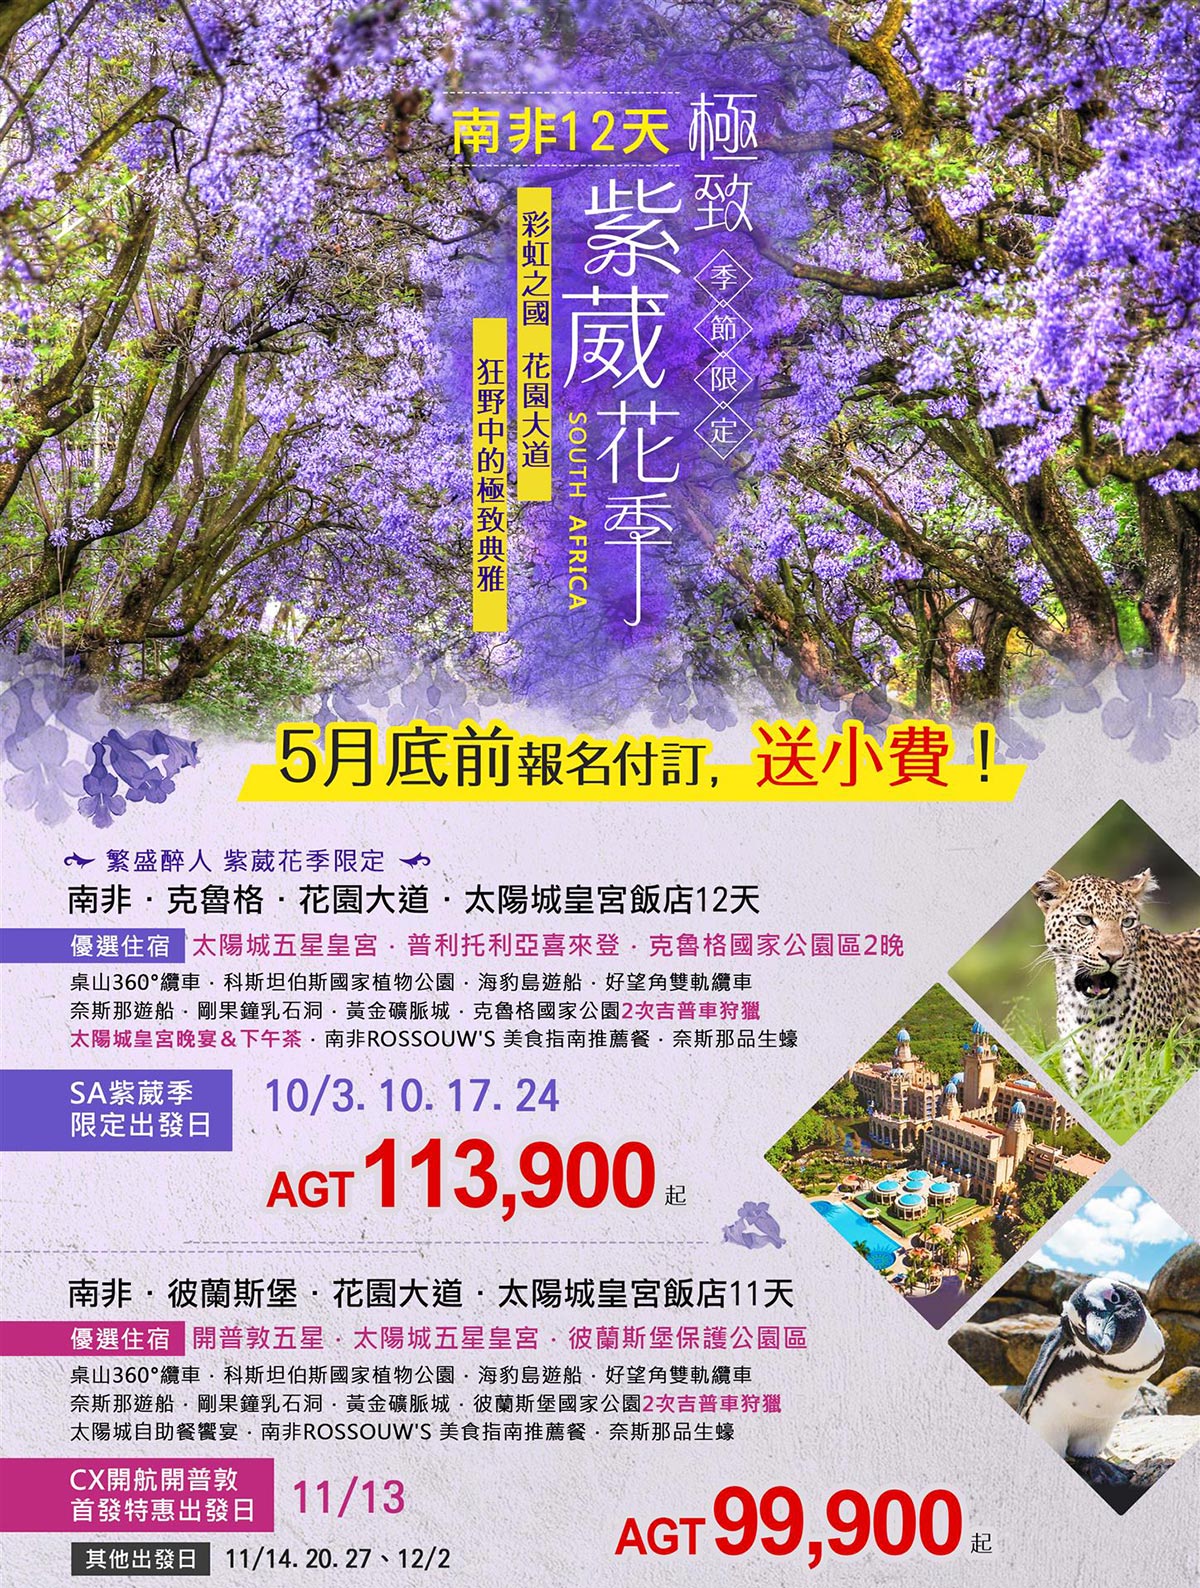 南非12天
極致
季節限定
紫葳花季
SOUTH AFRICA
彩虹之國 花園大道
狂野中的極致典雅
5月底前報名付訂，送小費！
繁盛醉人 紫葳花季限定
南非．克魯格．花園大道．太陽城皇宮飯店12天
優選住宿 太陽城五星皇宮．普利托利亞喜來登．克魯格國家公園區2晚
桌山360°纜車．科斯坦伯斯國家植物公園．海豹島遊船．好望角雙軌纜車
奈斯那遊船．剛果鐘乳石洞．黃金礦脈城．克魯格國家公園2次吉普車狩獵
太陽城皇宮晚宴＆下午茶．南非ROSSOUW'S 美食指南推薦餐．奈斯那品生蠔
SA紫葳季
限定出發日
10/3. 10. 17. 24
AGT 113,900起
南非．彼蘭斯堡．花園大道．太陽城皇宮飯店11天
優選住宿 開普敦五星．太陽城五星皇宮．彼蘭斯堡保護公園區
桌山360°纜車．科斯坦伯斯國家植物公園．海豹島遊船．好望角雙軌纜車
奈斯那遊船．剛果鐘乳石洞．黃金礦脈城．彼蘭斯堡國家公園2次吉普車狩獵
太陽城自助餐饗宴．南非ROSSOUW'S 美食指南推薦餐．奈斯那品生蠔
CX開航開普敦
首發特惠出發日
11/13
AGT 99,900起
其他出發日 11/14. 20. 27、12/2